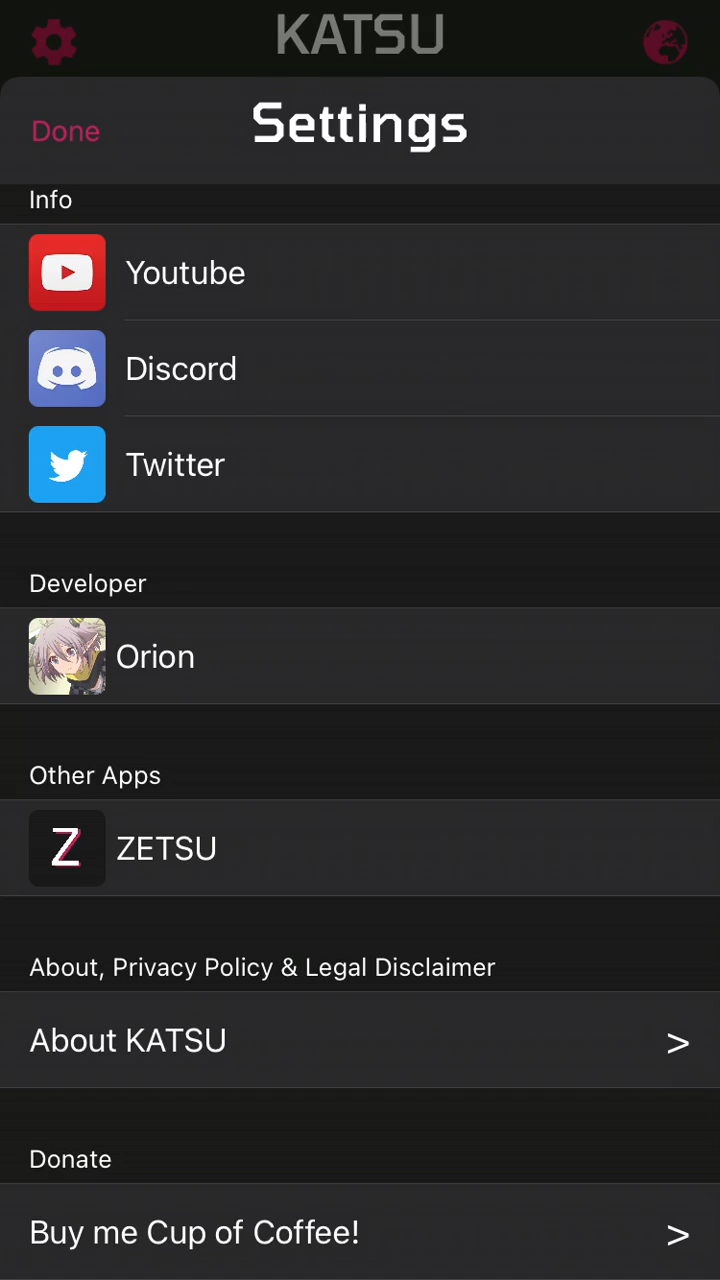 KATSU
Done
Settings
Info
Youtube
Discord
Twitter
Developer
Orion
Other Apps
Z
ZETSU
About, Privacy Policy & Legal Disclaimer
About KATSU >
Donate
Buy me Cup of Coffee! >